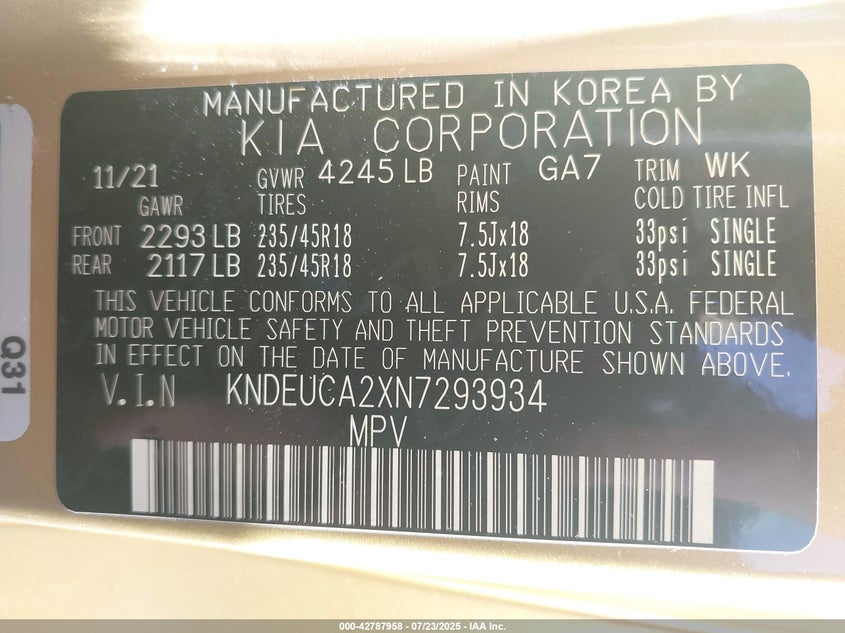 MANUFACTURED IN KOREA BY
KIA CORPORATION
11/21 GVWR 4245 LB PAINT GA7 TRIM WK
GAWR TIRES RIMS COLD TIRE INFL
FRONT 2293 LB 235/45R18 7.5Jx18 33psi SINGLE
REAR 2117 LB 235/45R18 7.5Jx18 33psi SINGLE
THIS VEHICLE CONFORMS TO ALL APPLICABLE U.S.A. FEDERAL
MOTOR VEHICLE SAFETY AND THEFT PREVENTION STANDARDS
IN EFFECT ON THE DATE OF MANUFACTURE SHOWN ABOVE.
V.I.N KNDEUCA2XN7293934
MPV
Q31
000-42787958 - 07/23/2025 - IAA Inc.